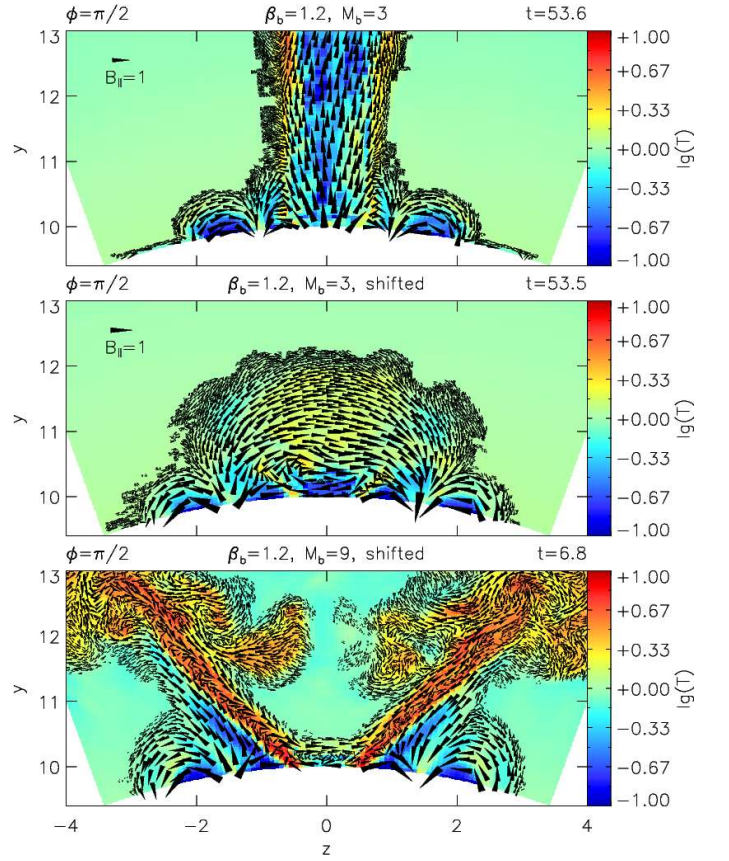 ϕ=π/2 β_b=1.2, M_b=3 t=53.6
13
12
11
10
y
B_||=1
+1.00
+0.67
+0.33
+0.00
−0.33
−0.67
−1.00
lg(T)
ϕ=π/2 β_b=1.2, M_b=3, shifted t=53.5
13
12
11
10
y
B_||=1
+1.00
+0.67
+0.33
+0.00
−0.33
−0.67
−1.00
lg(T)
ϕ=π/2 β_b=1.2, M_b=9, shifted t=6.8
13
12
11
10
y
+1.00
+0.67
+0.33
+0.00
−0.33
−0.67
−1.00
lg(T)
−4 −2 0 2 4
z